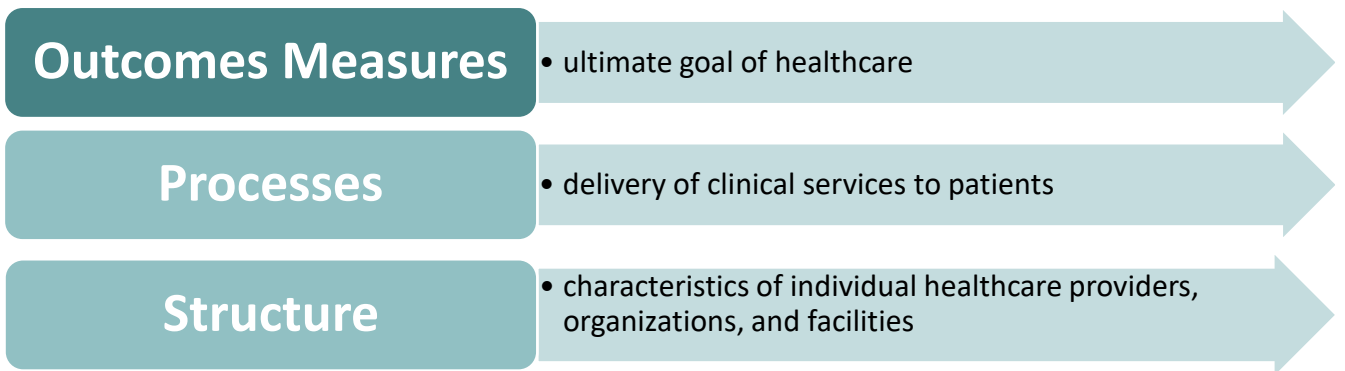 Outcomes Measures
• ultimate goal of healthcare
Processes
• delivery of clinical services to patients
Structure
• characteristics of individual healthcare providers,
organizations, and facilities